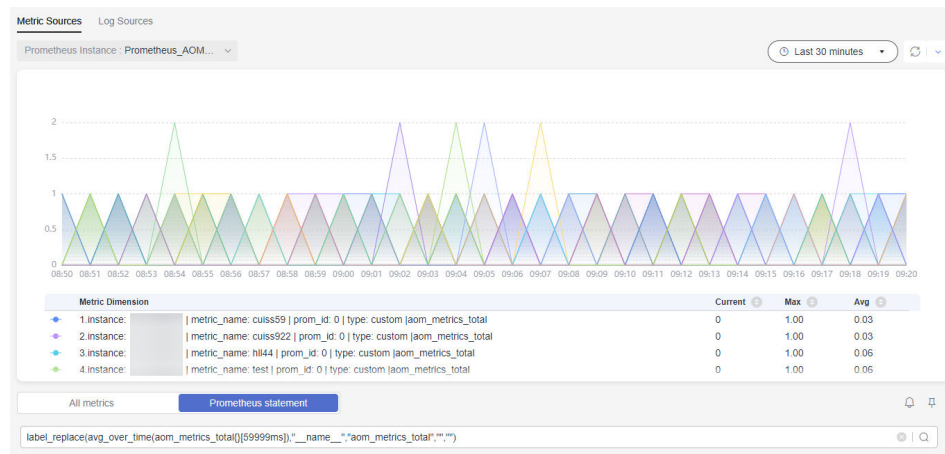 Metric Sources Log Sources
Prometheus Instance : Prometheus_AOM... Last 30 minutes
2
1.5
1
0.5
0
08:50 08:51 08:52 08:53 08:54 08:55 08:56 08:57 08:58 08:59 09:00 09:01 09:02 09:03 09:04 09:05 09:06 09:07 09:08 09:09 09:10 09:11 09:12 09:13 09:14 09:15 09:16 09:17 09:18 09:19 09:20
Metric Dimension Current Max Avg
1.instance: | metric_name: cuiss59 | prom_id: 0 | type: custom |aom_metrics_total 0 1.00 0.03
2.instance: | metric_name: cuiss922 | prom_id: 0 | type: custom |aom_metrics_total 0 1.00 0.03
3.instance: | metric_name: hll44 | prom_id: 0 | type: custom |aom_metrics_total 0 1.00 0.06
4.instance: | metric_name: test | prom_id: 0 | type: custom |aom_metrics_total 0 1.00 0.06
All metrics Prometheus statement
label_replace(avg_over_time(aom_metrics_total{}[59999ms]),"__name__","aom_metrics_total","","")